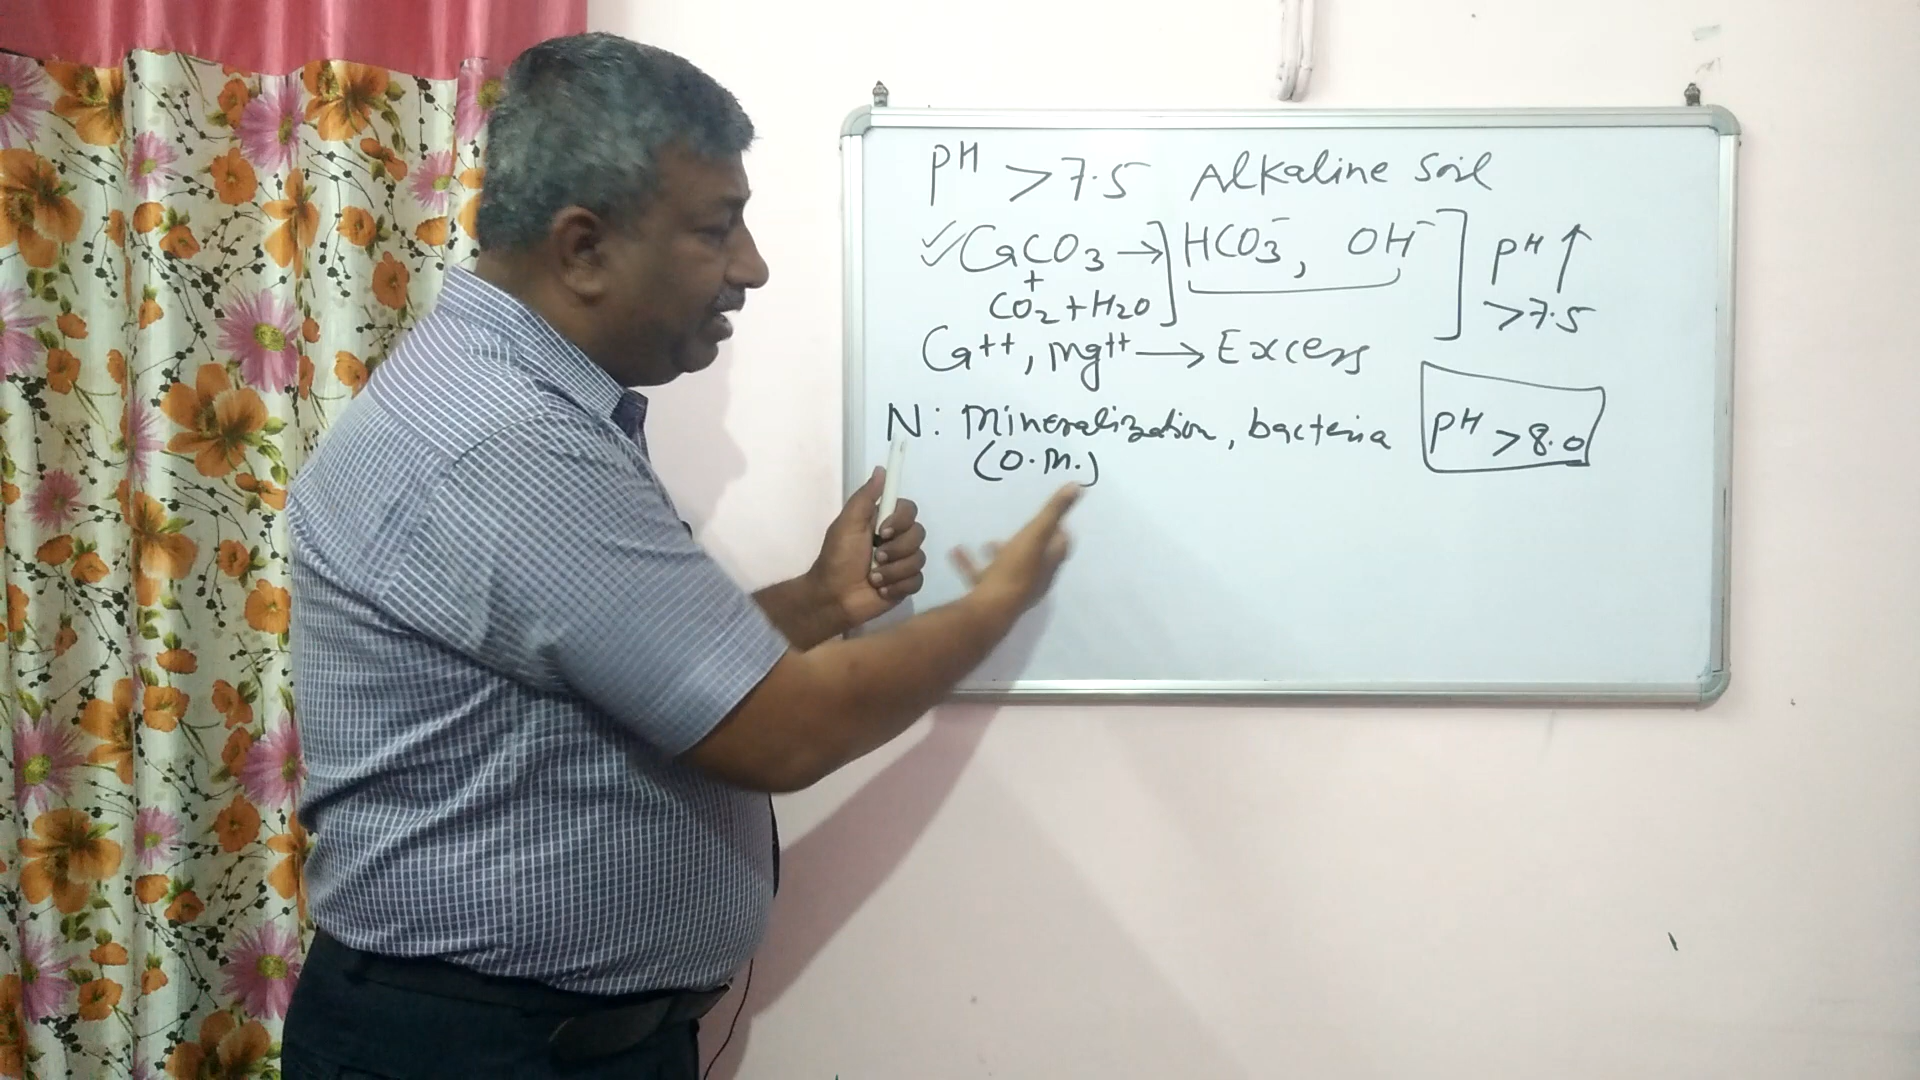 pH >7.5 Alkaline Soil
✓CaCO3 → ] HCO3-, OH- ] pH ↑
+
CO2 + H2O >7.5
Ca++, mg++ → Excess
N: Mineralization, bacteria pH >8.0
(O.M.)